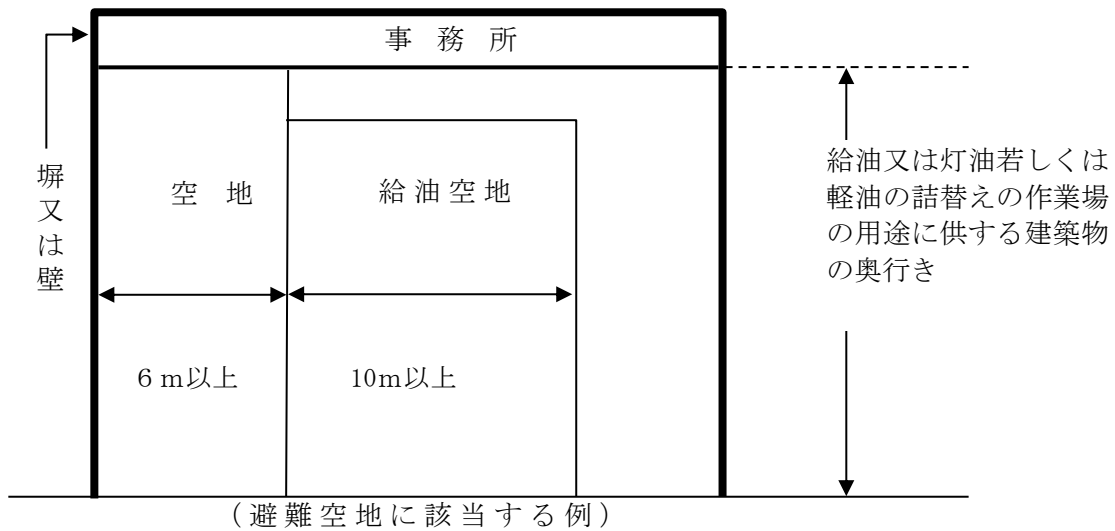 事務所
塀又は壁
空地
給油空地
給油又は灯油若しくは
軽油の詰替えの作業場
の用途に供する建築物
の奥行き
6m以上
10m以上
(避難空地に該当する例)